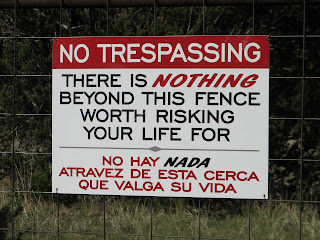 NO TRESPASSING
THERE IS NOTHING
BEYOND THIS FENCE
WORTH RISKING
YOUR LIFE FOR
NO HAY NADA
ATRAVEZ DE ESTA CERCA
QUE VALGA SU VIDA